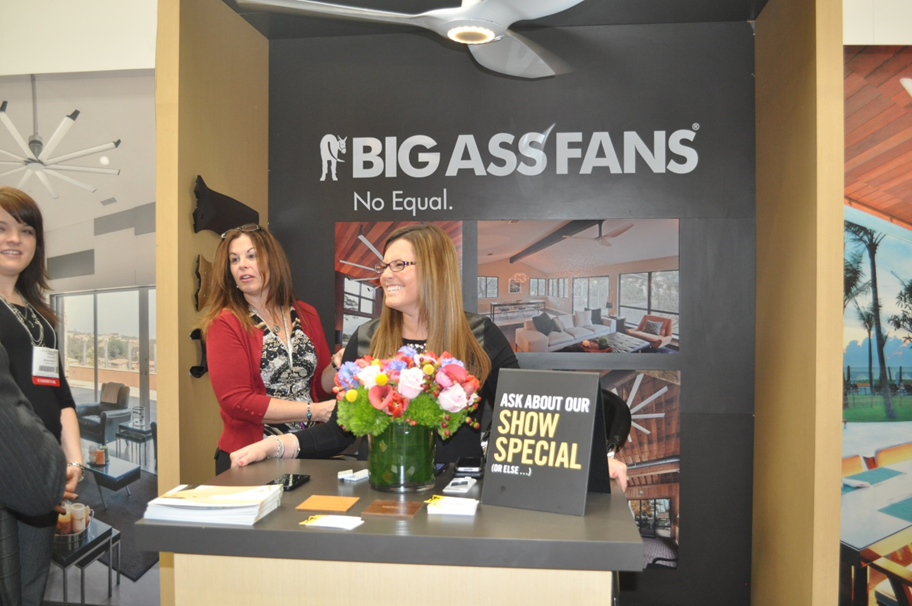 BIG ASS FANS®
No Equal.
ASK ABOUT OUR
SHOW
SPECIAL
(OR ELSE ...)